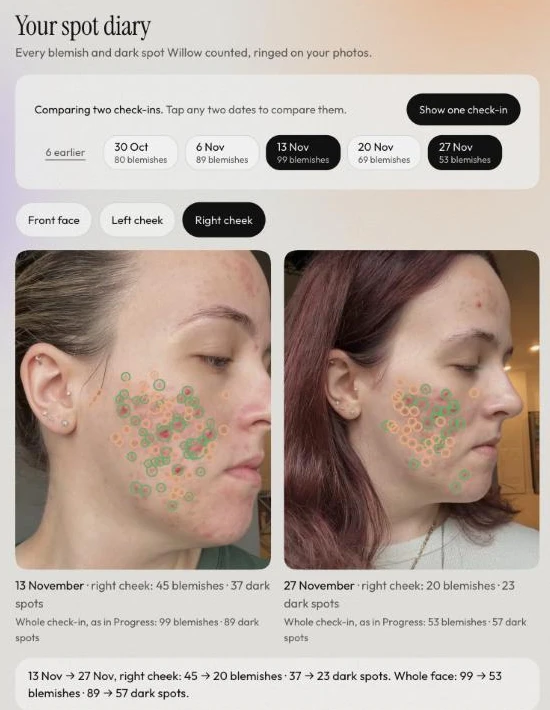 Your spot diary
Every blemish and dark spot Willow counted, ringed on your photos.
Comparing two check-ins. Tap any two dates to compare them.
Show one check-in
6 earlier
30 Oct
80 blemishes
6 Nov
89 blemishes
13 Nov
99 blemishes
20 Nov
69 blemishes
27 Nov
53 blemishes
Front face
Left cheek
Right cheek
13 November · right cheek: 45 blemishes · 37 dark
spots
Whole check-in, as in Progress: 99 blemishes · 89 dark
spots
27 November · right cheek: 20 blemishes · 23
dark spots
Whole check-in, as in Progress: 53 blemishes · 57 dark
spots
13 Nov → 27 Nov, right cheek: 45 → 20 blemishes · 37 → 23 dark spots. Whole face: 99 → 53
blemishes · 89 → 57 dark spots.